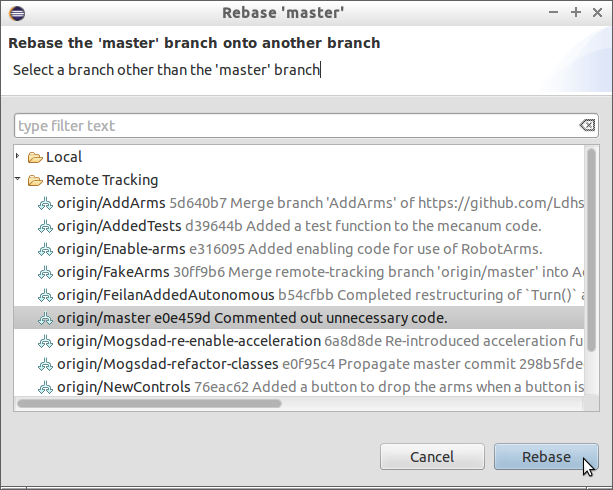 Rebase 'master'
Rebase the 'master' branch onto another branch
Select a branch other than the 'master' branch
type filter text
Local
Remote Tracking
origin/AddArms 5d640b7 Merge branch 'AddArms' of https://github.com/Ldhs
origin/AddedTests d39644b Added a test function to the mecanum code.
origin/Enable-arms e316095 Added enabling code for use of RobotArms.
origin/FakeArms 30ff9b6 Merge remote-tracking branch 'origin/master' into Ad
origin/FeilanAddedAutonomous b54cfbb Completed restructuring of `Turn()` a
origin/master e0e459d Commented out unnecessary code.
origin/Mogsdad-re-enable-acceleration 6a8d8de Re-introduced acceleration fu
origin/Mogsdad-refactor-classes e0f95c4 Propagate master commit 298b5fde
origin/NewControls 76eac62 Added a button to drop the arms when a button is
Cancel
Rebase